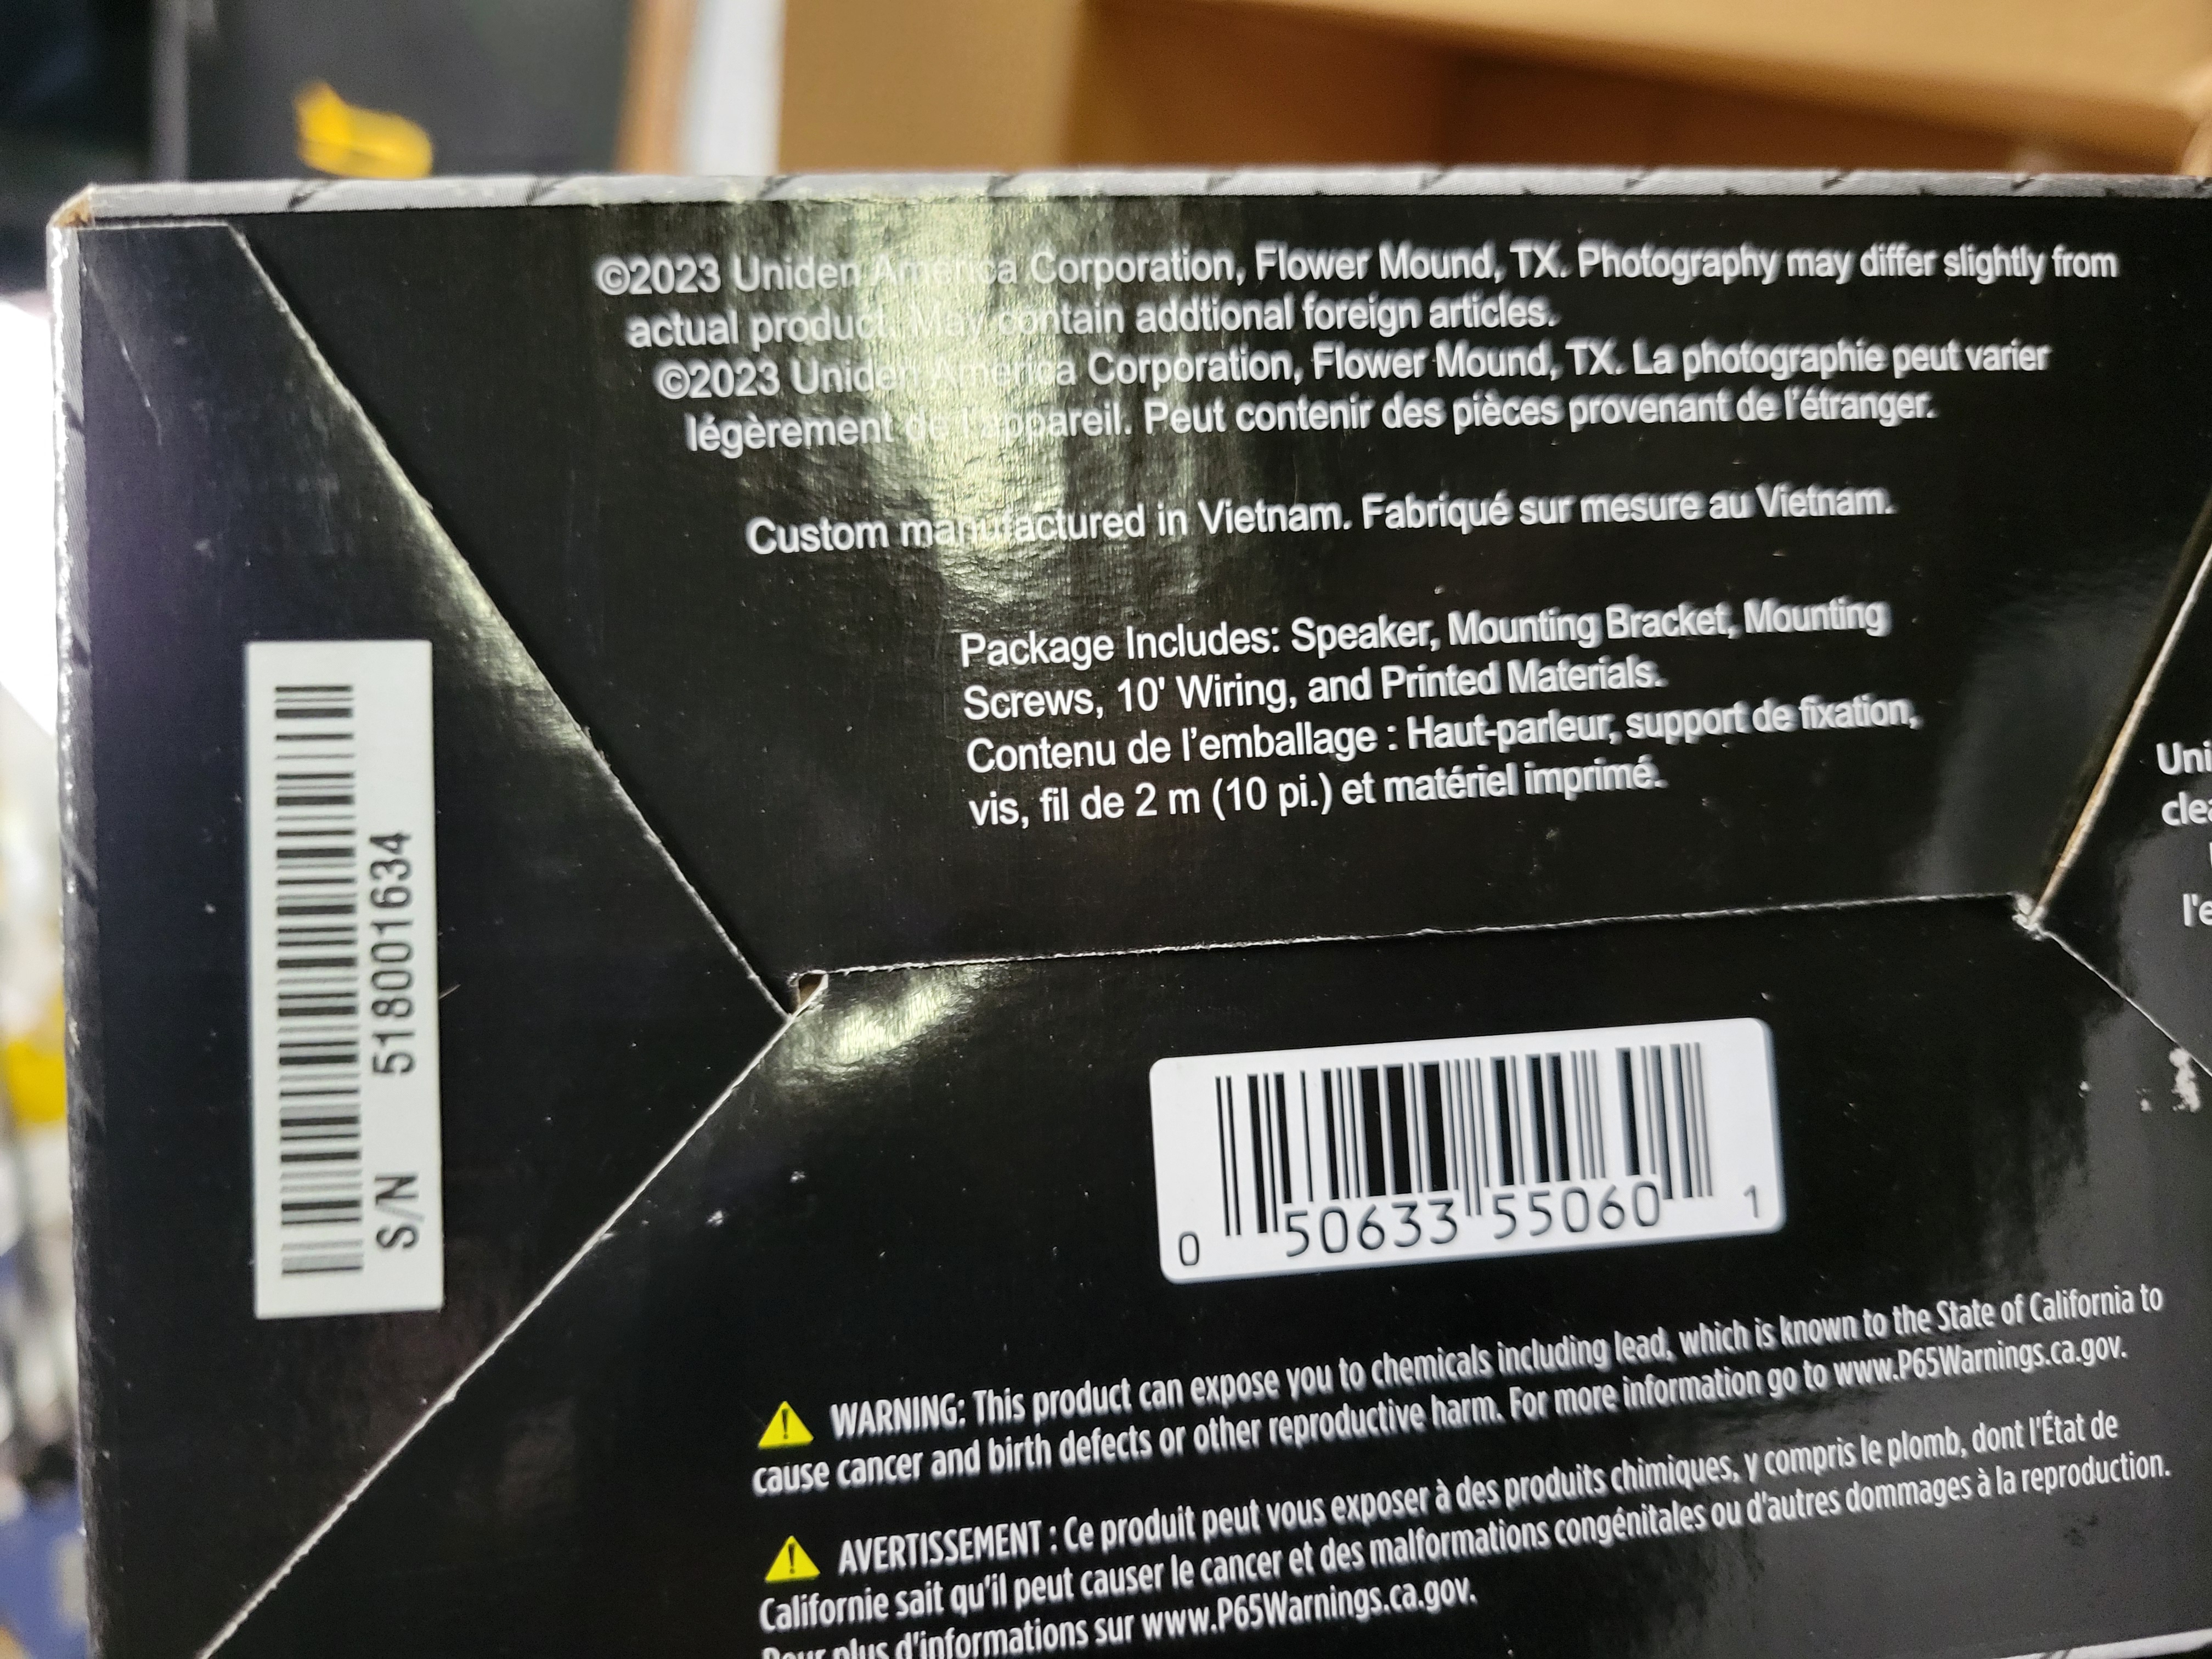 ©2023 Uniden America Corporation, Flower Mound, TX. Photography may differ slightly from
actual product. May contain addtional foreign articles.
©2023 Uniden America Corporation, Flower Mound, TX. La photographie peut varier
légèrement de l'appareil. Peut contenir des pièces provenant de l'étranger.
Custom manufactured in Vietnam. Fabriqué sur mesure au Vietnam.
Package Includes: Speaker, Mounting Bracket, Mounting
Screws, 10' Wiring, and Printed Materials.
Contenu de l'emballage : Haut-parleur, support de fixation,
vis, fil de 2 m (10 pi.) et matériel imprimé.
S/N 5180001634
0 50633 55060 1
WARNING: This product can expose you to chemicals including lead, which is known to the State of California to
cause cancer and birth defects or other reproductive harm. For more information go to www.P65Warnings.ca.gov.
AVERTISSEMENT : Ce produit peut vous exposer à des produits chimiques, y compris le plomb, dont l'État de
Californie sait qu'il peut causer le cancer et des malformations congénitales ou d'autres dommages à la reproduction.
Pour plus d'informations sur www.P65Warnings.ca.gov.